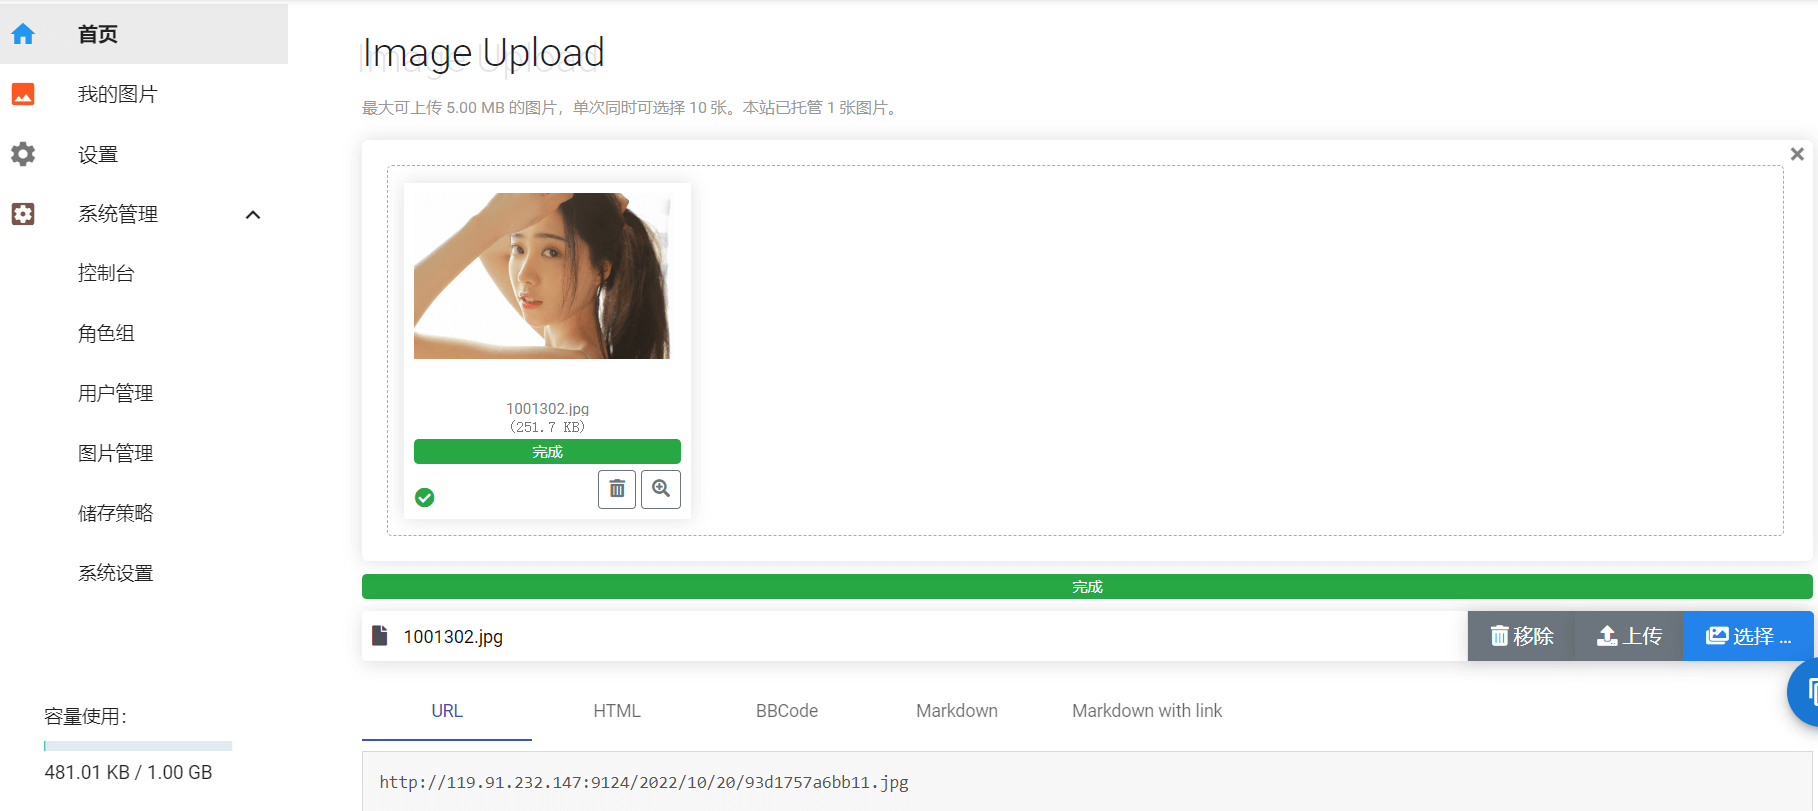 首页
我的图片
设置
系统管理
控制台
角色组
用户管理
图片管理
储存策略
系统设置
容量使用:
481.01 KB / 1.00 GB
Image Upload
最大可上传 5.00 MB 的图片，单次同时可选择 10 张。本站已托管 1 张图片。
1001302.jpg
(251.7 KB)
完成
完成
1001302.jpg
移除
上传
选择 ...
URL
HTML
BBCode
Markdown
Markdown with link
http://119.91.232.147:9124/2022/10/20/93d1757a6bb11.jpg